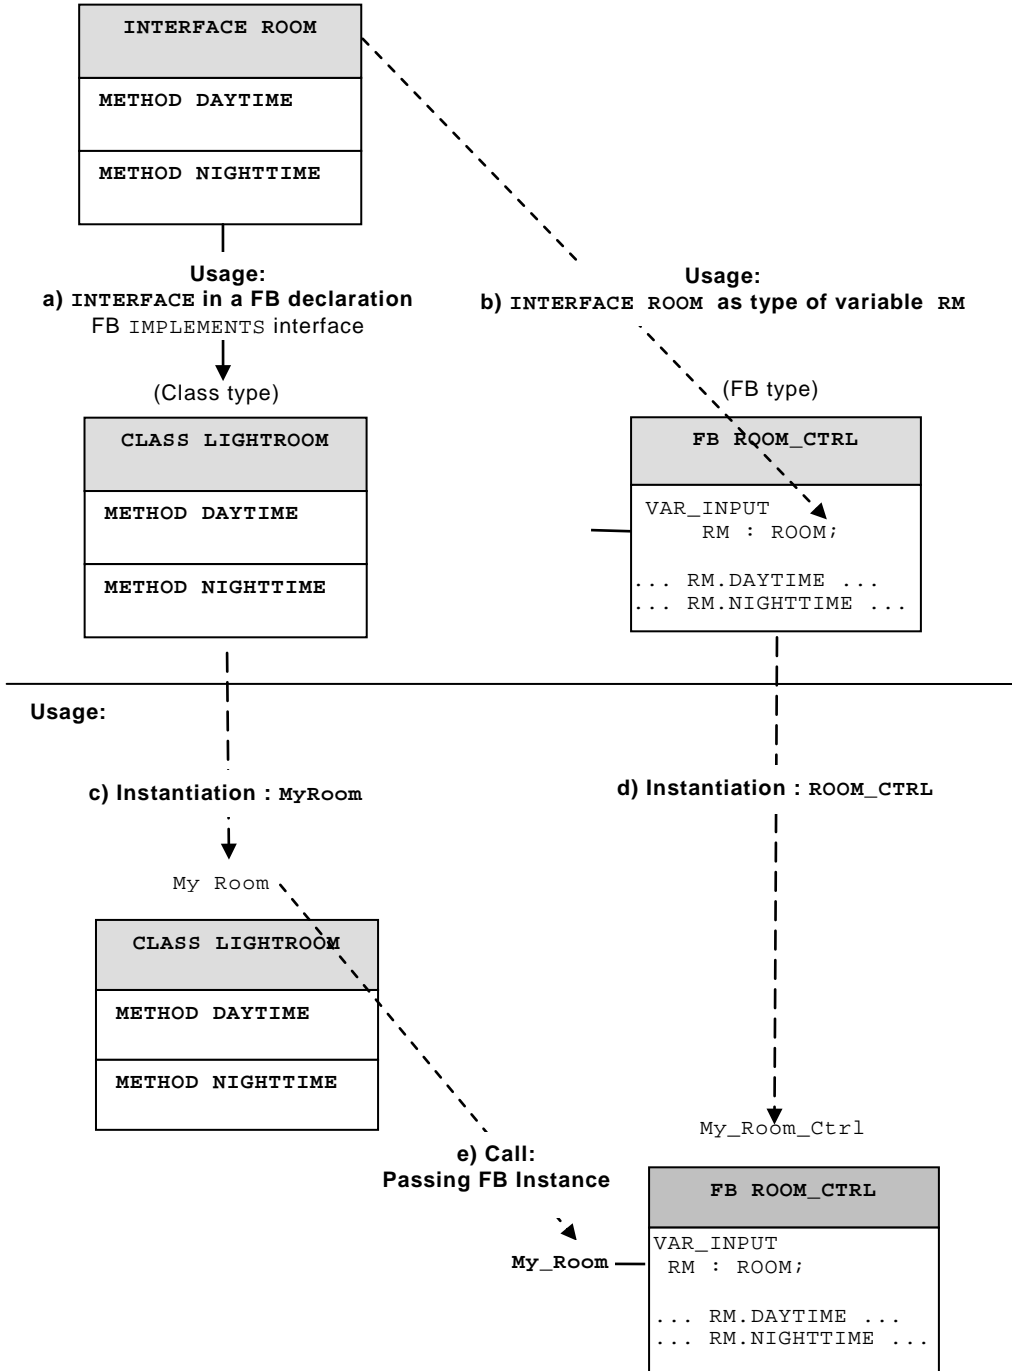 INTERFACE ROOM
METHOD DAYTIME
METHOD NIGHTTIME
Usage:
a) INTERFACE in a FB declaration
FB IMPLEMENTS interface
Usage:
b) INTERFACE ROOM as type of variable RM
(Class type)
CLASS LIGHTROOM
METHOD DAYTIME
METHOD NIGHTTIME
(FB type)
FB ROOM_CTRL
VAR_INPUT
RM : ROOM;
... RM.DAYTIME ...
... RM.NIGHTTIME ...
Usage:
c) Instantiation : MyRoom
d) Instantiation : ROOM_CTRL
My Room
CLASS LIGHTROOM
METHOD DAYTIME
METHOD NIGHTTIME
e) Call:
Passing FB Instance
My_Room
My_Room_Ctrl
FB ROOM_CTRL
VAR_INPUT
RM : ROOM;
... RM.DAYTIME ...
... RM.NIGHTTIME ...